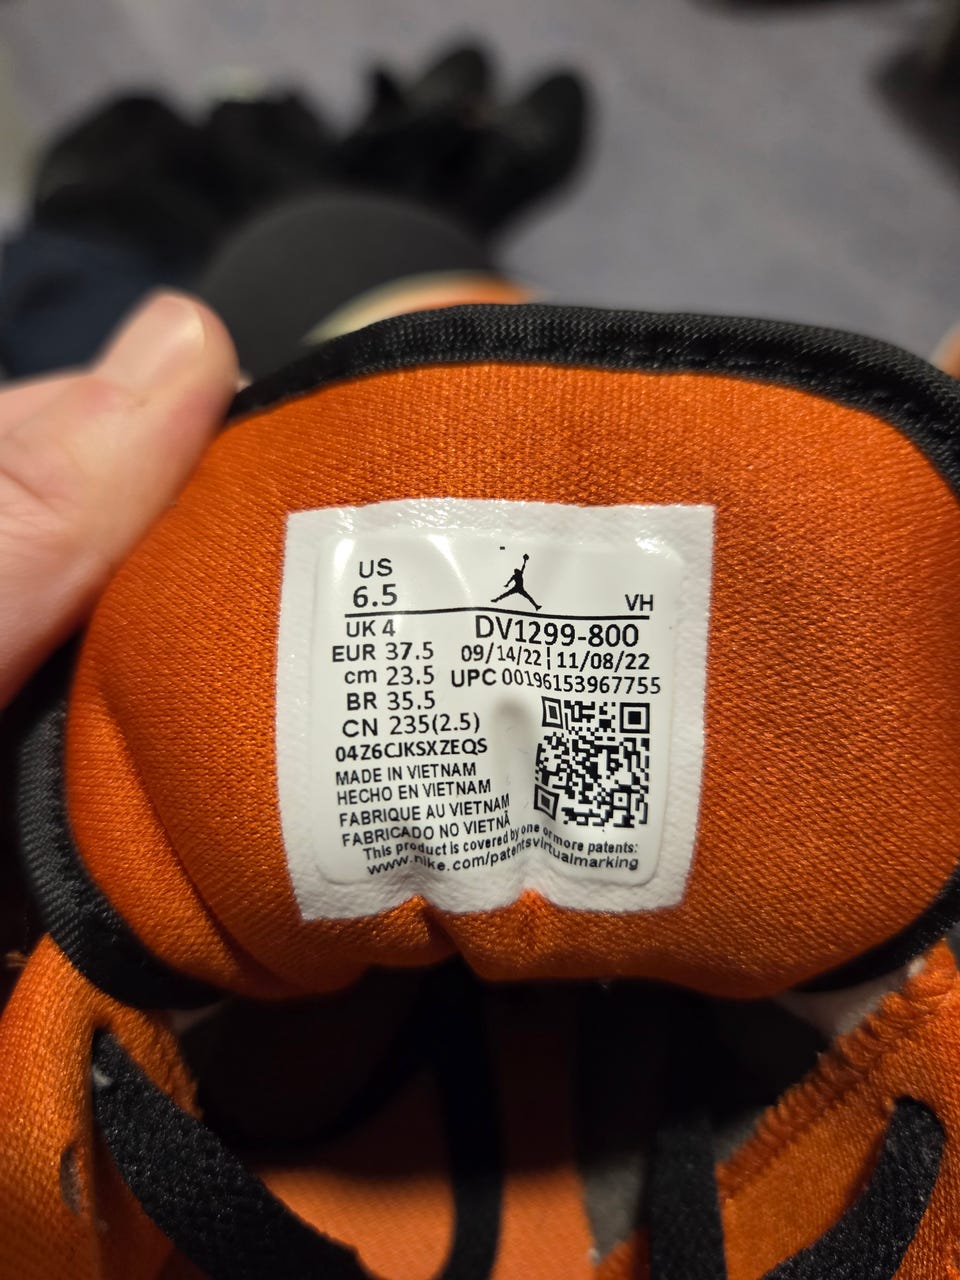 US
6.5
VH
UK 4
DV1299-800
EUR 37.5
09/14/22 | 11/08/22
cm 23.5
UPC 00196153967755
BR 35.5
CN 235(2.5)
04Z6CJKSXZEQS
MADE IN VIETNAM
HECHO EN VIETNAM
FABRIQUE AU VIETNAM
FABRICADO NO VIETNÃ
This product is covered by one or more patents:
www.nike.com/patentsvirtualmarking